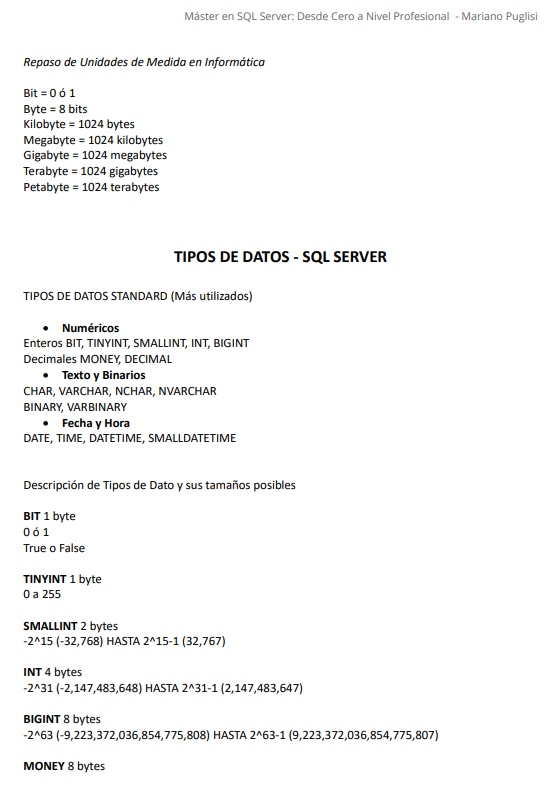 Máster en SQL Server: Desde Cero a Nivel Profesional - Mariano Puglisi
Repaso de Unidades de Medida en Informática
Bit = 0 ó 1
Byte = 8 bits
Kilobyte = 1024 bytes
Megabyte = 1024 kilobytes
Gigabyte = 1024 megabytes
Terabyte = 1024 gigabytes
Petabyte = 1024 terabytes
TIPOS DE DATOS - SQL SERVER
TIPOS DE DATOS STANDARD (Más utilizados)
• Numéricos
Enteros BIT, TINYINT, SMALLINT, INT, BIGINT
Decimales MONEY, DECIMAL
• Texto y Binarios
CHAR, VARCHAR, NCHAR, NVARCHAR
BINARY, VARBINARY
• Fecha y Hora
DATE, TIME, DATETIME, SMALLDATETIME
Descripción de Tipos de Dato y sus tamaños posibles
BIT 1 byte
0 ó 1
True o False
TINYINT 1 byte
0 a 255
SMALLINT 2 bytes
-2^15 (-32,768) HASTA 2^15-1 (32,767)
INT 4 bytes
-2^31 (-2,147,483,648) HASTA 2^31-1 (2,147,483,647)
BIGINT 8 bytes
-2^63 (-9,223,372,036,854,775,808) HASTA 2^63-1 (9,223,372,036,854,775,807)
MONEY 8 bytes